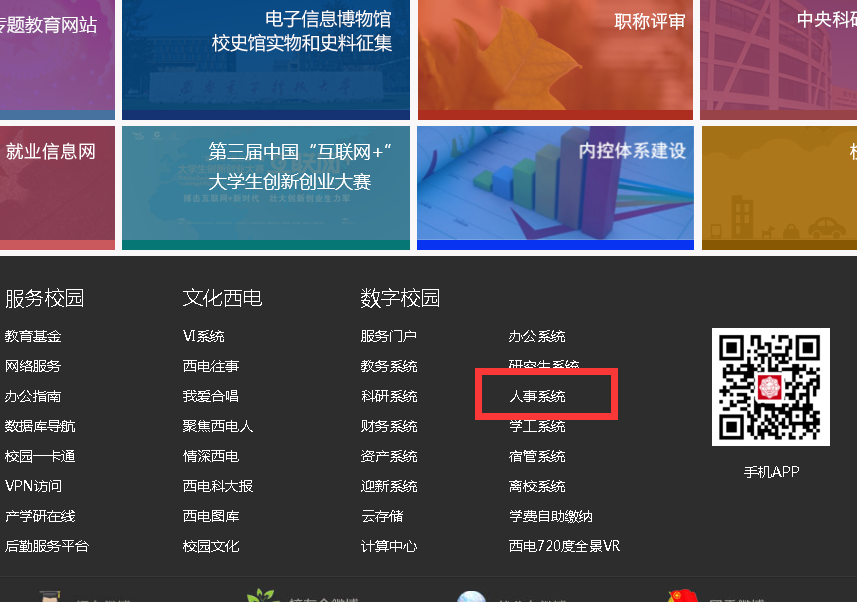 专题教育网站
电子信息博物馆
校史馆实物和史料征集
职称评审
中央科研
就业信息网
第三届中国“互联网+”
大学生创新创业大赛
内控体系建设
服务校园
教育基金
网络服务
办公指南
数据库导航
校园一卡通
VPN访问
产学研在线
后勤服务平台
文化西电
VI系统
西电往事
我爱合唱
聚焦西电人
情深西电
西电科大报
西电图库
校园文化
数字校园
服务门户
教务系统
科研系统
财务系统
资产系统
迎新系统
云存储
计算中心
办公系统
研究生系统
人事系统
学工系统
宿管系统
离校系统
学费自助缴纳
西电720度全景VR
手机APP